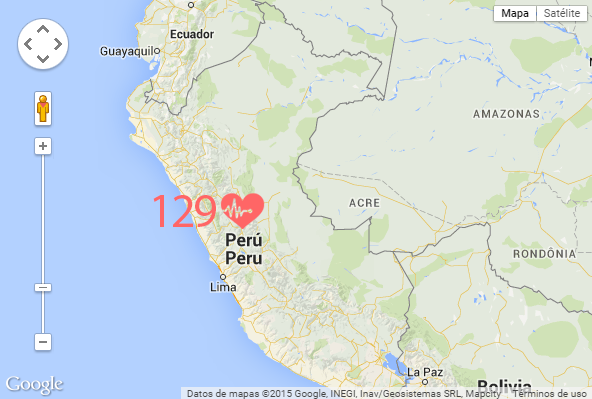 Mapa Satélite
Ecuador
Guayaquil
AMAZONAS
129
ACRE
Perú
Peru
RONDÔNIA
Lima
La Paz
Bolivia
Google
Datos de mapas ©2015 Google, INEGI, Inav/Geosistemas SRL, Mapcity Términos de uso